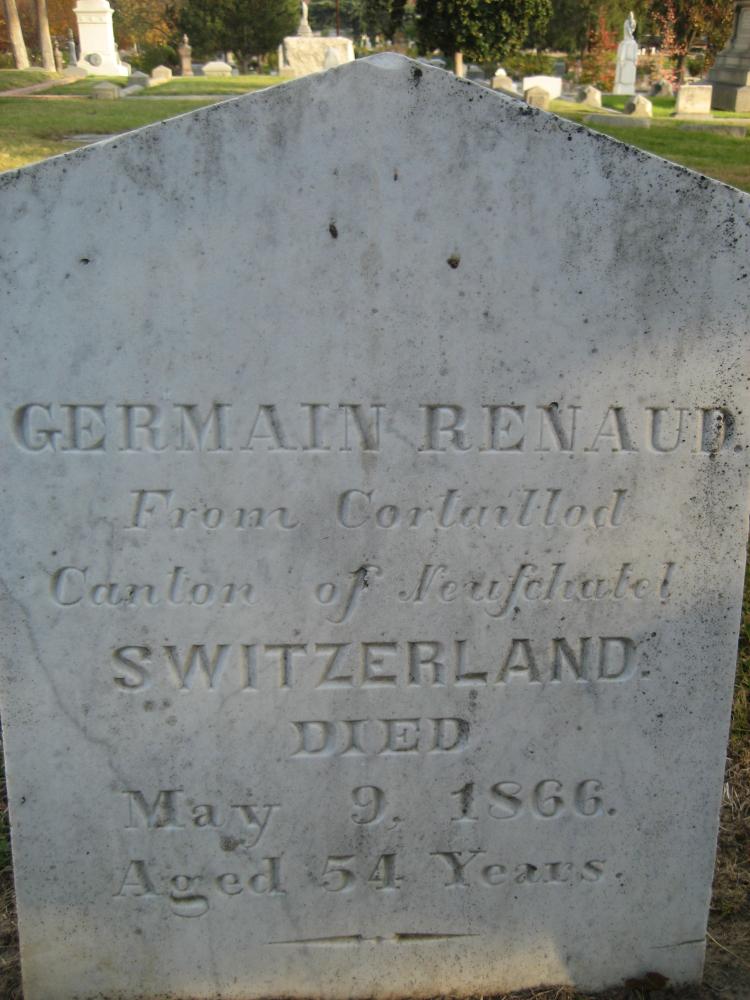 GERMAIN RENAUD.
From Cortaillod
Canton of Neufchatel
SWITZERLAND.
DIED
May 9, 1866.
Aged 54 Years.